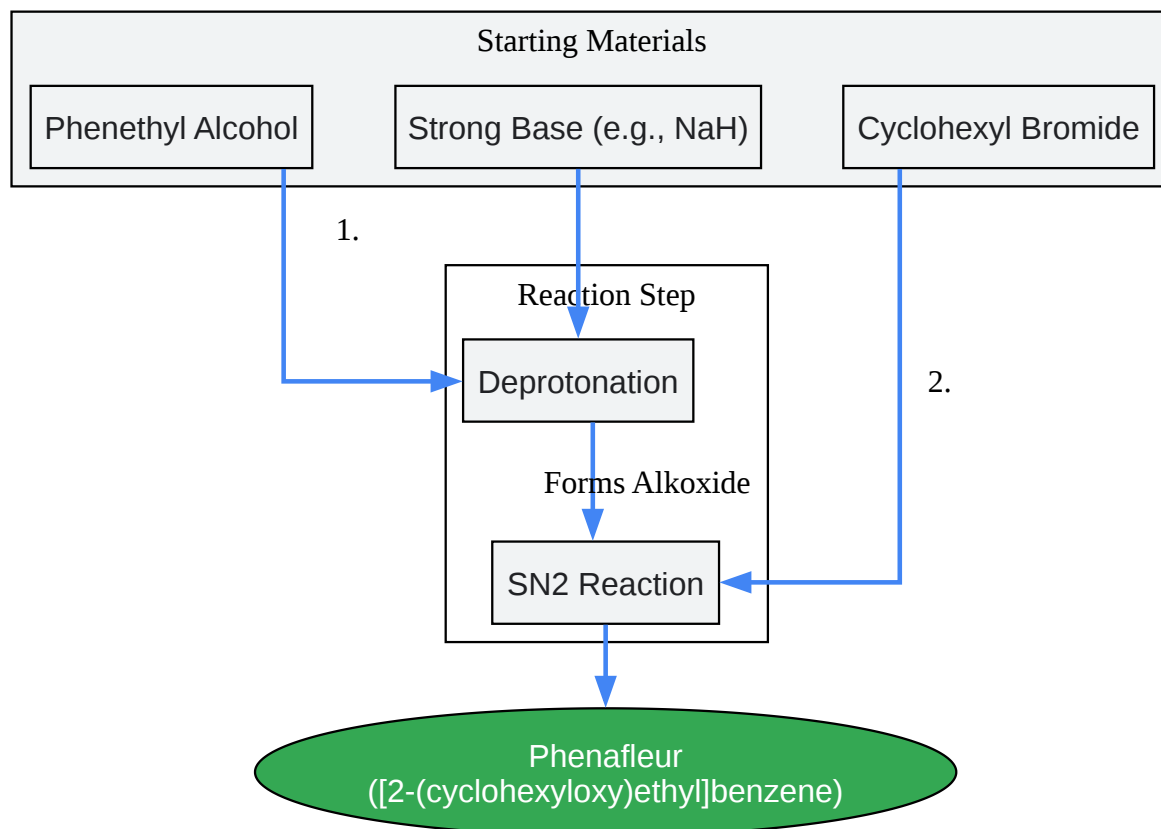 Starting Materials
Phenethyl Alcohol
Strong Base (e.g., NaH)
Cyclohexyl Bromide
1.
Reaction Step
Deprotonation
2.
Forms Alkoxide
SN2 Reaction
Phenafleur
([2-(cyclohexyloxy)ethyl]benzene)